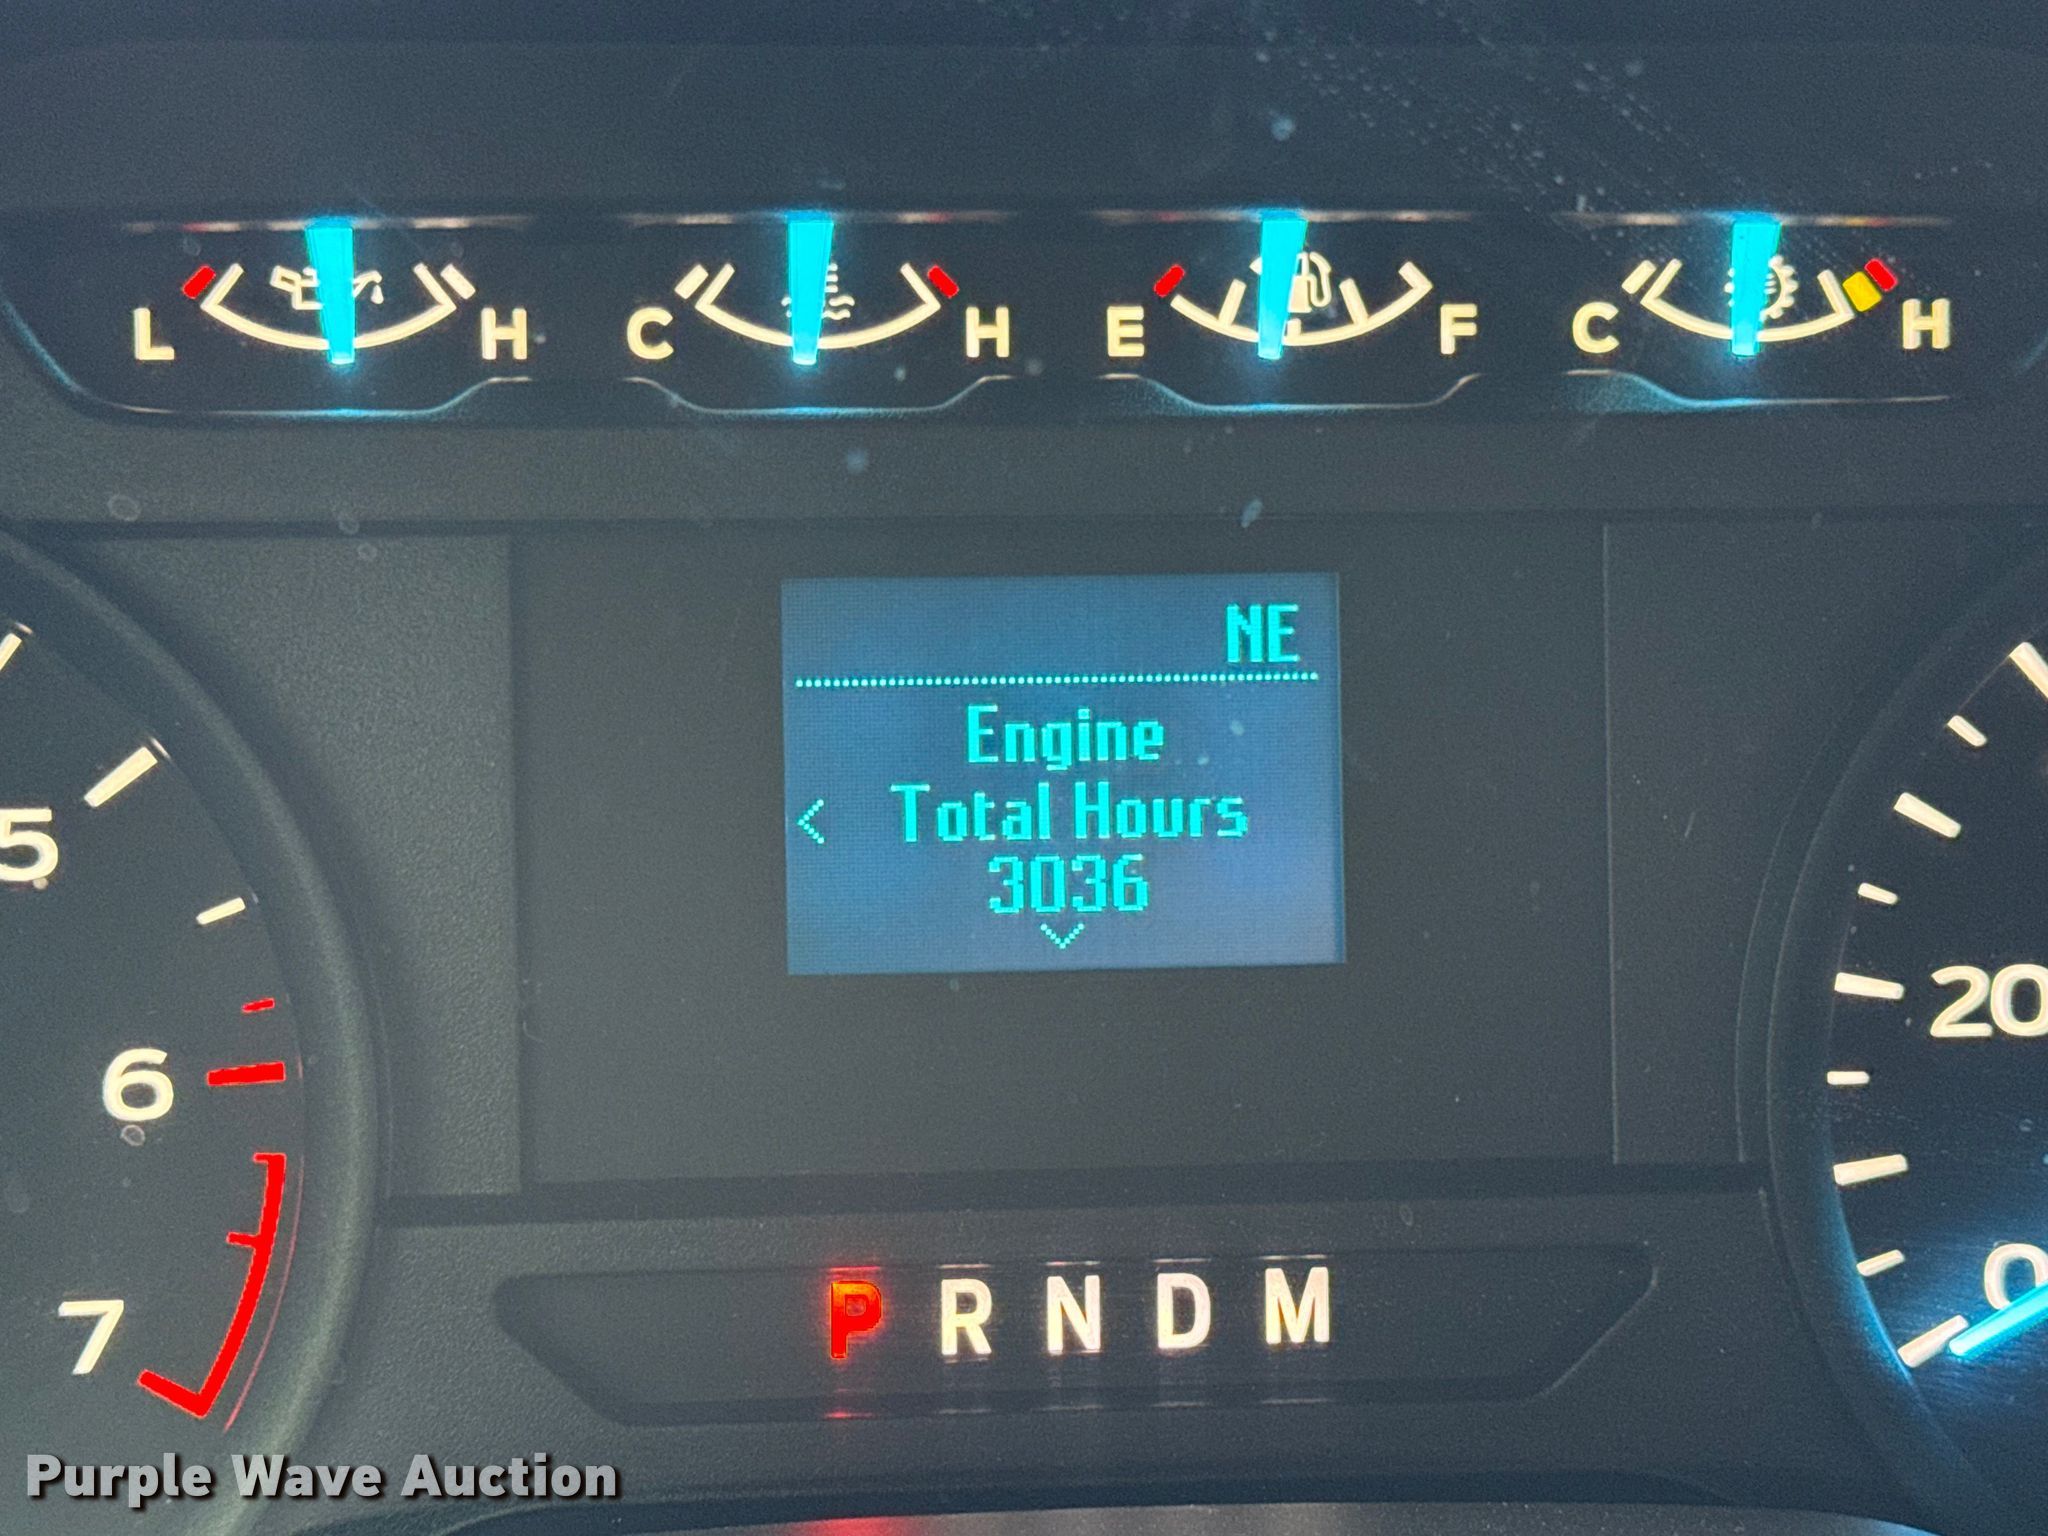 L H C H E F C H
NE
Engine
Total Hours
< 3036
5
6
7
20
0
P R N D M
Purple Wave Auction